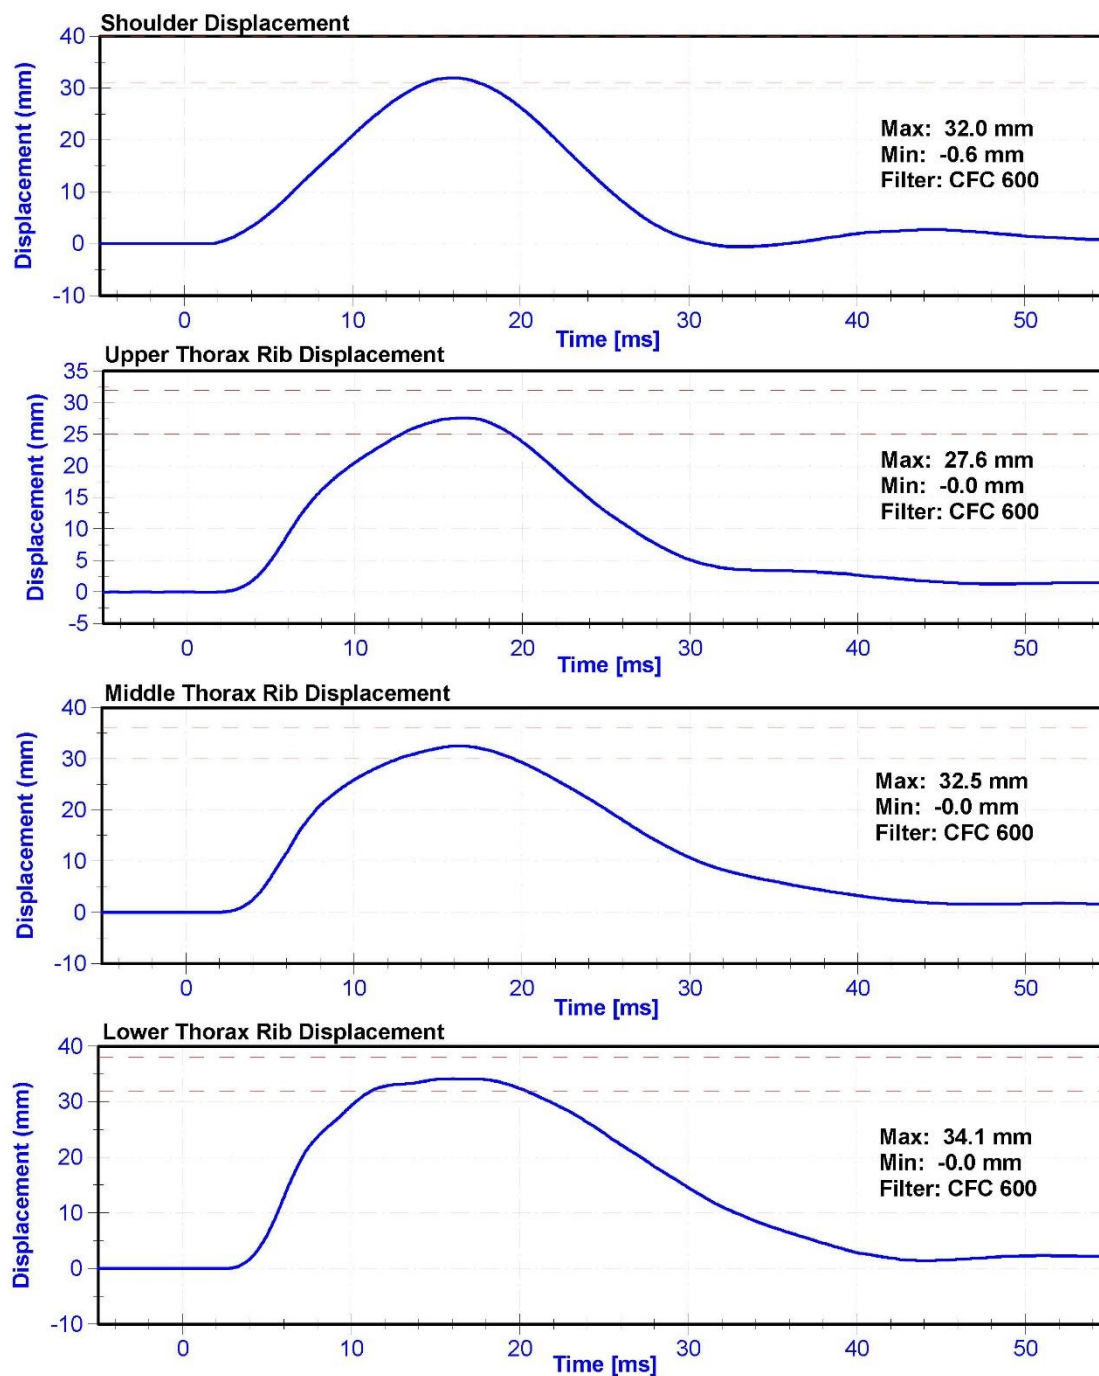 Shoulder Displacement
40
30
20
10
0
-10
Displacement (mm)
Max: 32.0 mm
Min: -0.6 mm
Filter: CFC 600
0 10 20 30 40 50
Time [ms]
Upper Thorax Rib Displacement
35
30
25
20
15
10
5
0
-5
Displacement (mm)
Max: 27.6 mm
Min: -0.0 mm
Filter: CFC 600
0 10 20 30 40 50
Time [ms]
Middle Thorax Rib Displacement
40
30
20
10
0
-10
Displacement (mm)
Max: 32.5 mm
Min: -0.0 mm
Filter: CFC 600
0 10 20 30 40 50
Time [ms]
Lower Thorax Rib Displacement
40
30
20
10
0
-10
Displacement (mm)
Max: 34.1 mm
Min: -0.0 mm
Filter: CFC 600
0 10 20 30 40 50
Time [ms]